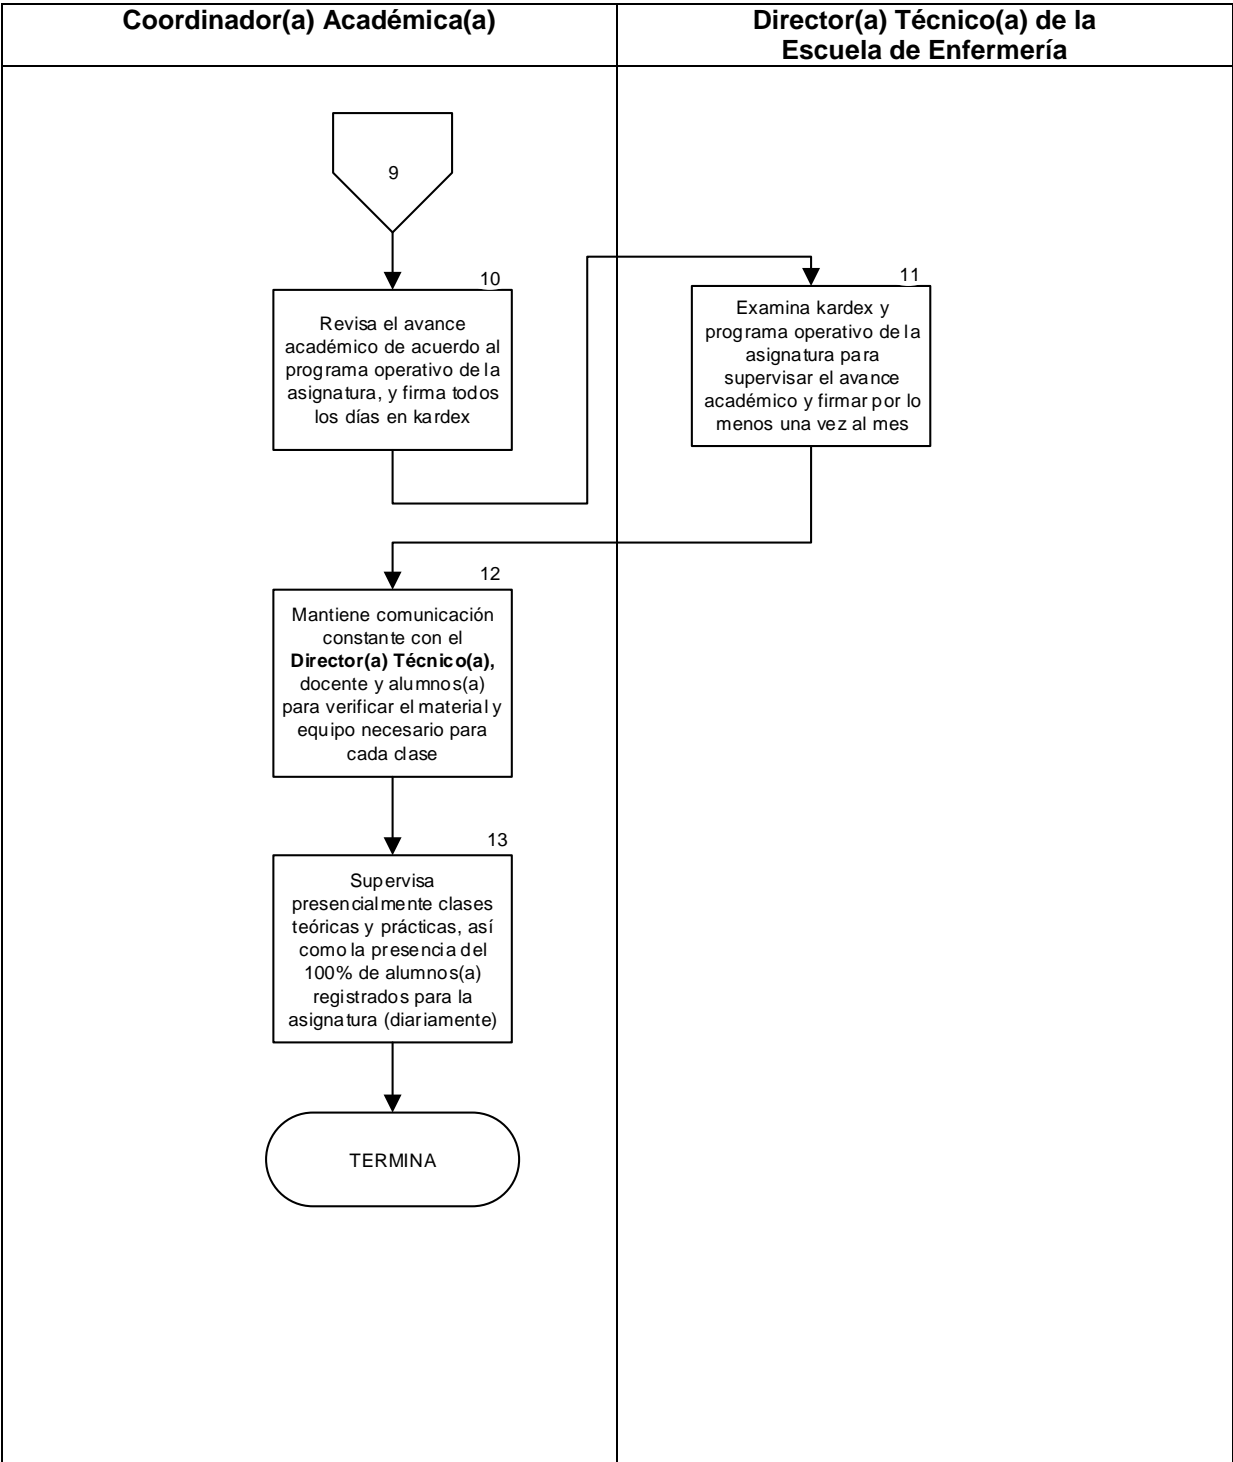 Coordinador(a) Académica(a)
Director(a) Técnico(a) de la
Escuela de Enfermería
9
10
Revisa el avance
académico de acuerdo al
programa operativo de la
asignatura, y firma todos
los días en kardex
11
Examina kardex y
programa operativo de la
asignatura para
supervisar el avance
académico y firmar por lo
menos una vez al mes
12
Mantiene comunicación
constante con el
Director(a) Técnico(a),
docente y alumnos(a)
para verificar el material y
equipo necesario para
cada clase
13
Supervisa
presencialmente clases
teóricas y prácticas, así
como la presencia del
100% de alumnos(a)
registrados para la
asignatura (diariamente)
TERMINA